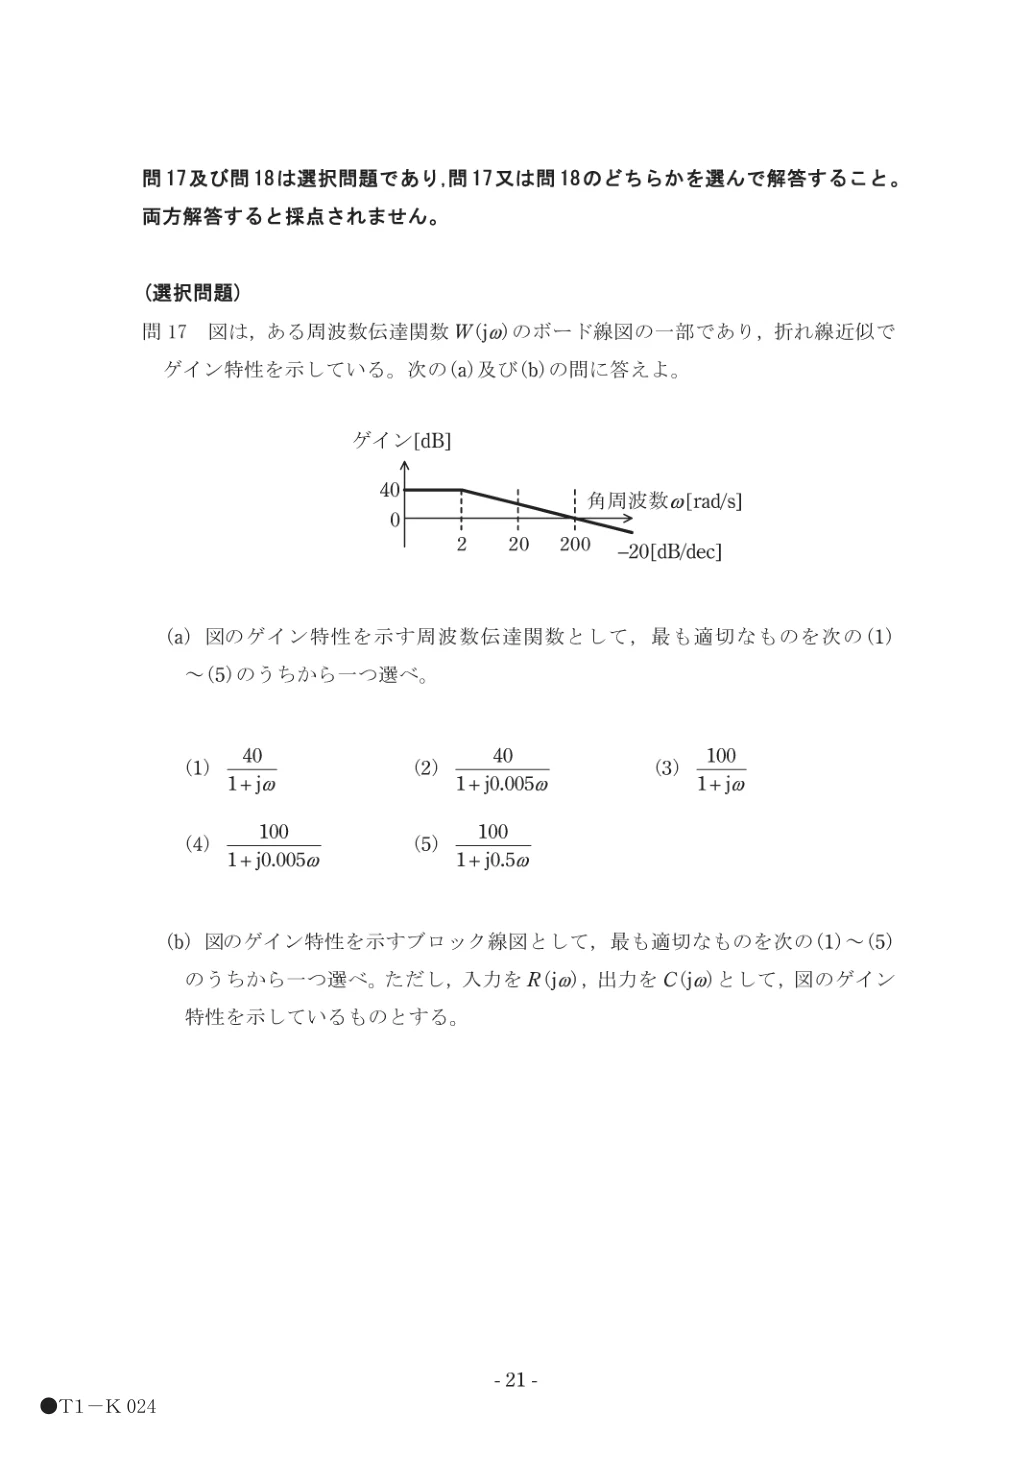 問17及び問18は選択問題であり,問17又は問18のどちらかを選んで解答すること。
両方解答すると採点されません。
(選択問題)
問17 図は，ある周波数伝達関数W(jω)のボード線図の一部であり，折れ線近似で
ゲイン特性を示している。次の(a)及び(b)の問に答えよ。
ゲイン[dB]
40
角周波数ω[rad/s]
0
2 20 200
−20[dB/dec]
(a) 図のゲイン特性を示す周波数伝達関数として，最も適切なものを次の(1)
～(5)のうちから一つ選べ。
(1) 40/(1+jω) (2) 40/(1+j0.005ω) (3) 100/(1+jω)
(4) 100/(1+j0.005ω) (5) 100/(1+j0.5ω)
(b) 図のゲイン特性を示すブロック線図として，最も適切なものを次の(1)～(5)
のうちから一つ選べ。ただし，入力をR(jω)，出力をC(jω)として，図のゲイン
特性を示しているものとする。
- 21 -
●T1－K 024